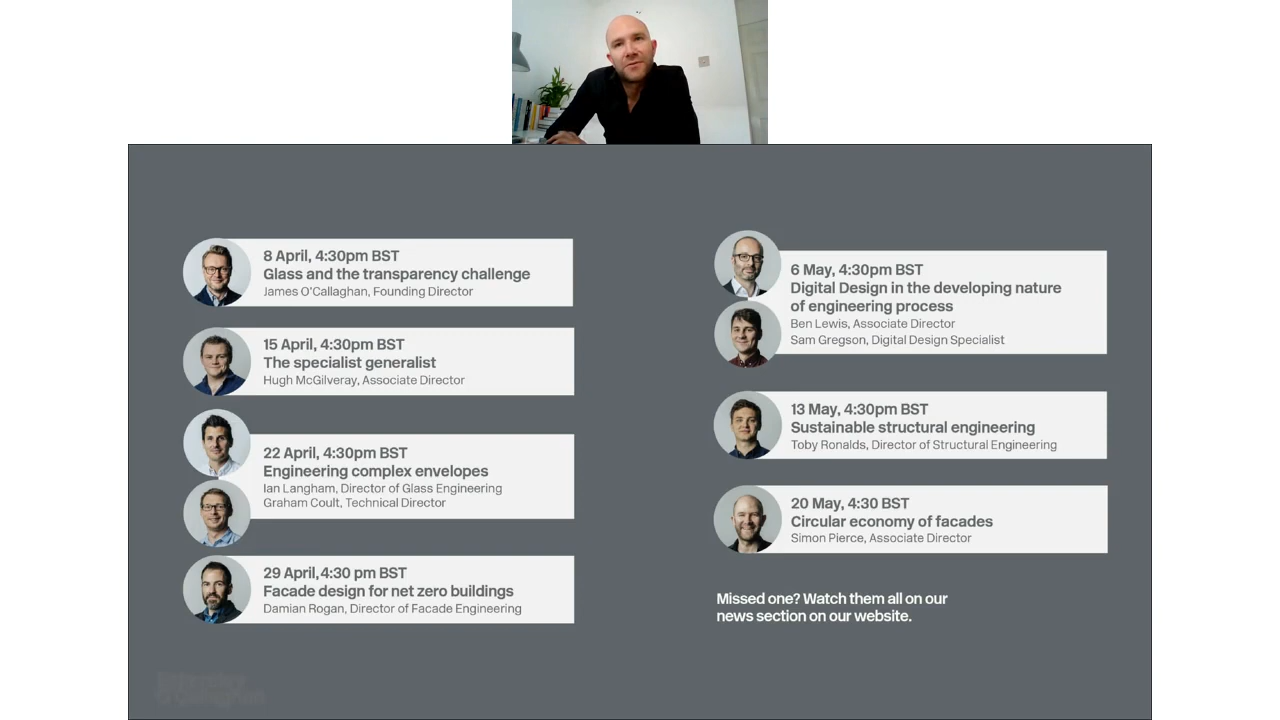 8 April, 4:30pm BST
Glass and the transparency challenge
James O'Callaghan, Founding Director
15 April, 4:30pm BST
The specialist generalist
Hugh McGilveray, Associate Director
22 April, 4:30pm BST
Engineering complex envelopes
Ian Langham, Director of Glass Engineering
Graham Coult, Technical Director
29 April, 4:30 pm BST
Facade design for net zero buildings
Damian Rogan, Director of Facade Engineering
6 May, 4:30pm BST
Digital Design in the developing nature
of engineering process
Ben Lewis, Associate Director
Sam Gregson, Digital Design Specialist
13 May, 4:30pm BST
Sustainable structural engineering
Toby Ronalds, Director of Structural Engineering
20 May, 4:30 BST
Circular economy of facades
Simon Pierce, Associate Director
Missed one? Watch them all on our
news section on our website.